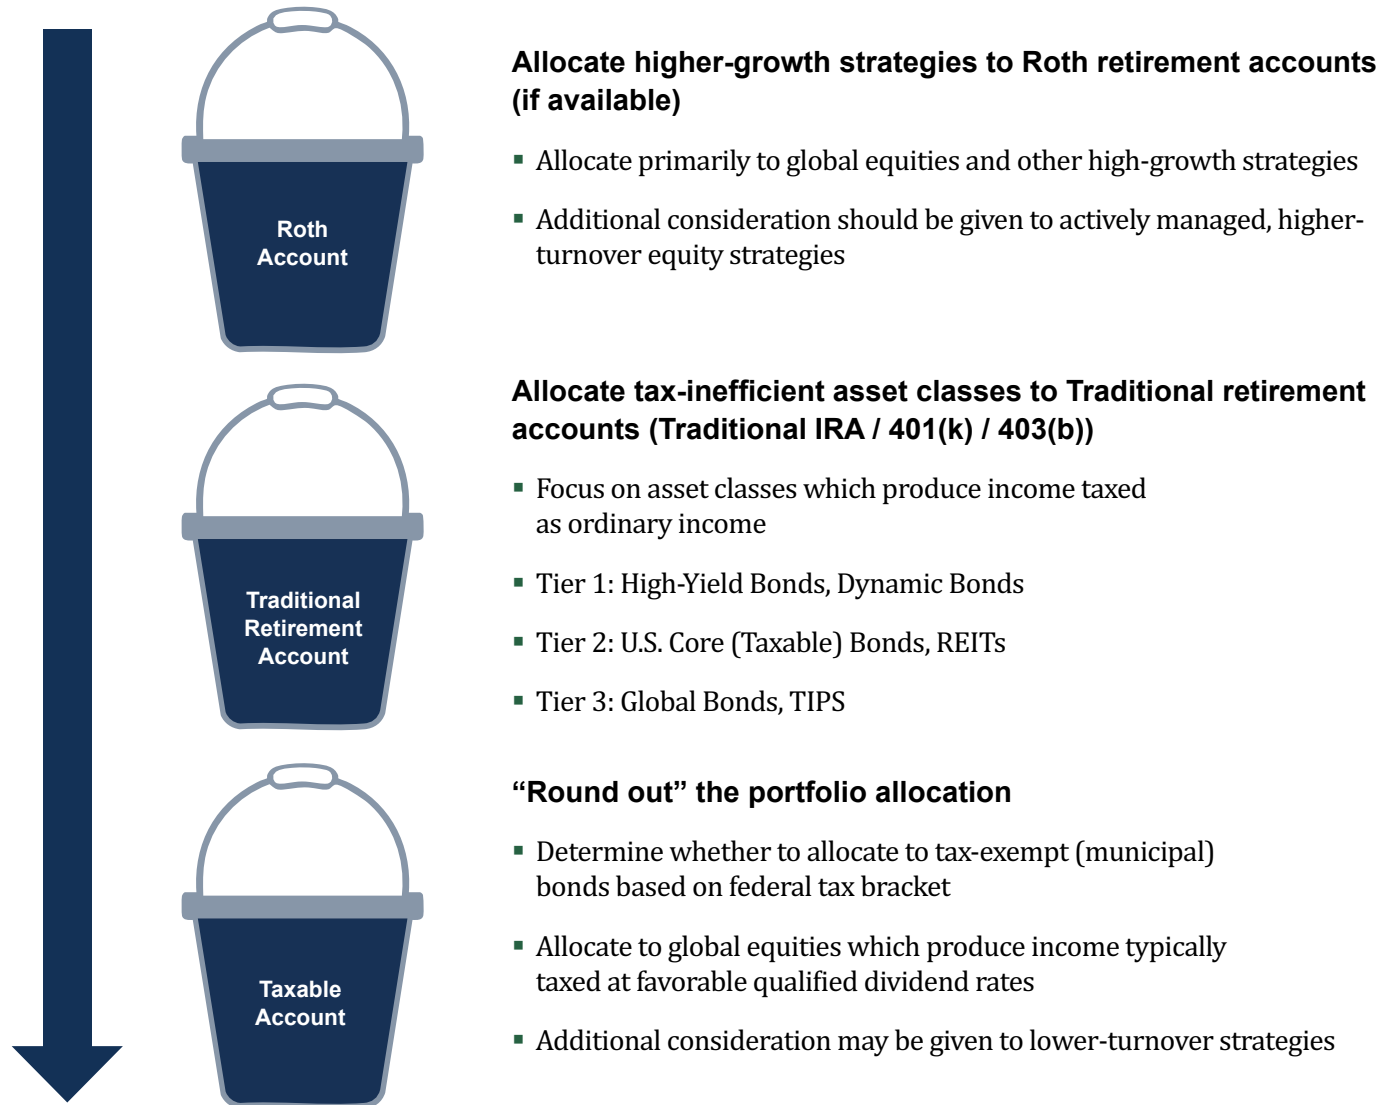 Allocate higher-growth strategies to Roth retirement accounts
(if available)
▪ Allocate primarily to global equities and other high-growth strategies
▪ Additional consideration should be given to actively managed, higher-
turnover equity strategies
Roth
Account
Allocate tax-inefficient asset classes to Traditional retirement
accounts (Traditional IRA / 401(k) / 403(b))
▪ Focus on asset classes which produce income taxed
as ordinary income
▪ Tier 1: High-Yield Bonds, Dynamic Bonds
▪ Tier 2: U.S. Core (Taxable) Bonds, REITs
▪ Tier 3: Global Bonds, TIPS
Traditional
Retirement
Account
“Round out” the portfolio allocation
▪ Determine whether to allocate to tax-exempt (municipal)
bonds based on federal tax bracket
▪ Allocate to global equities which produce income typically
taxed at favorable qualified dividend rates
▪ Additional consideration may be given to lower-turnover strategies
Taxable
Account